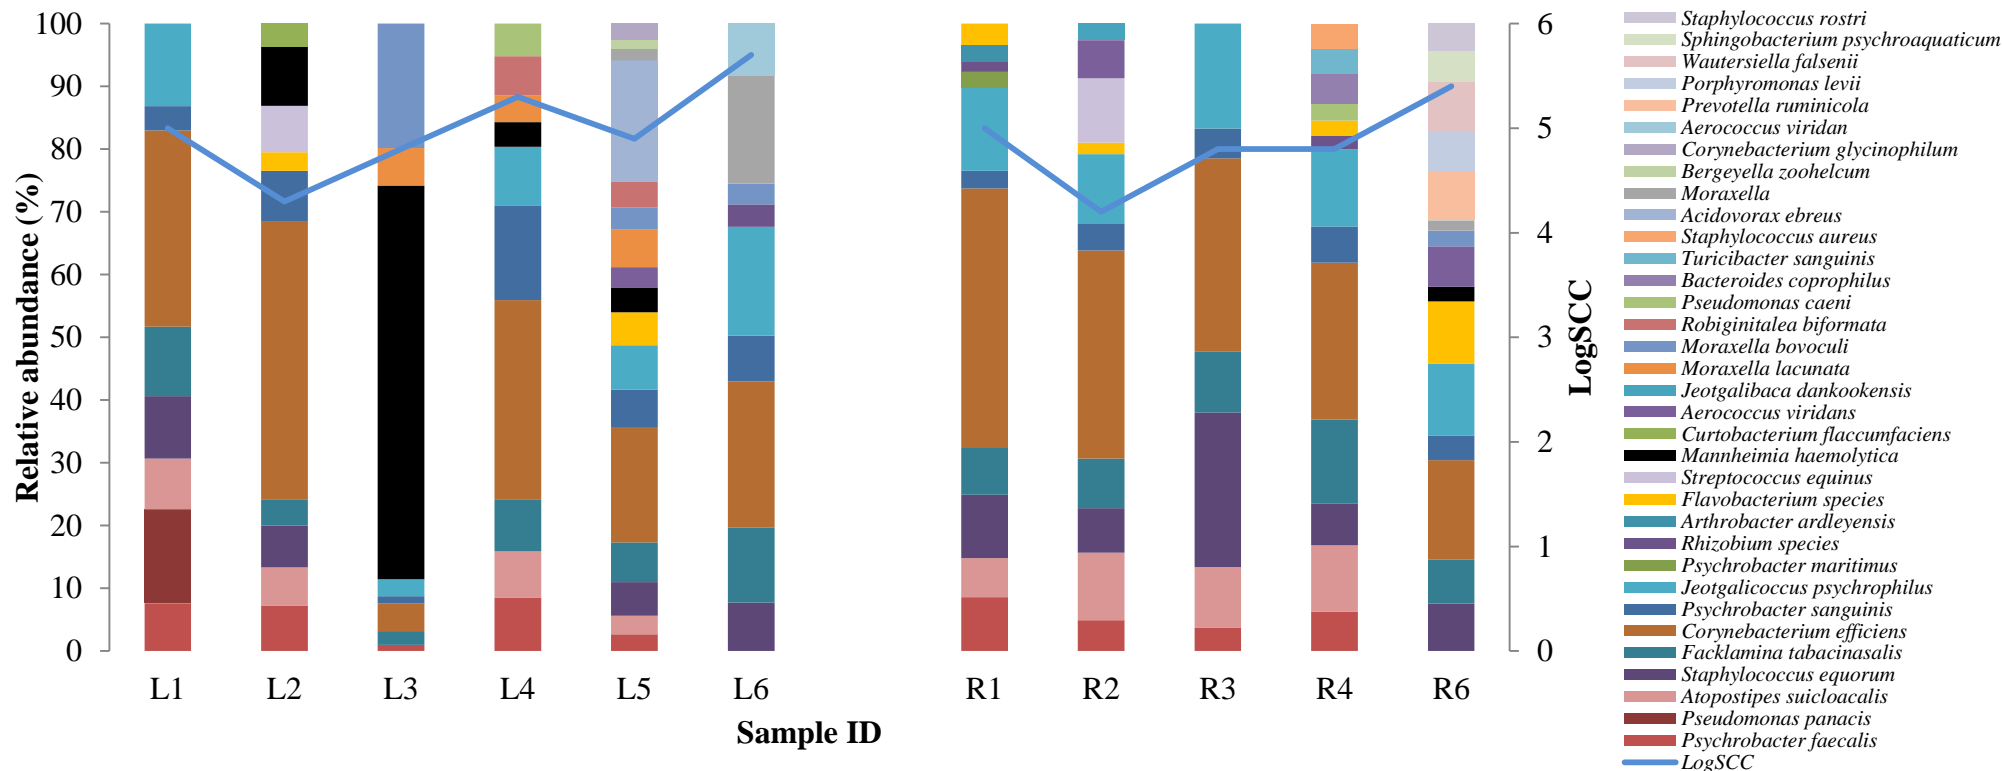 Relative abundance (%)
100
90
80
70
60
50
40
30
20
10
0
L1 L2 L3 L4 L5 L6 R1 R2 R3 R4 R6
Sample ID
6
5
4
3
2
1
0
LogSCC
Staphylococcus rostri
Sphingobacterium psychroaquaticum
Wautersiella falsenii
Porphyromonas levii
Prevotella ruminicola
Aerococcus viridan
Corynebacterium glycinophilum
Bergeyella zoohelcum
Moraxella
Acidovorax ebreus
Staphylococcus aureus
Turicibacter sanguinis
Bacteroides coprophilus
Pseudomonas caeni
Robiginitalea biformata
Moraxella bovoculi
Moraxella lacunata
Jeotgalibaca dankookensis
Aerococcus viridans
Curtobacterium flaccumfaciens
Mannheimia haemolytica
Streptococcus equinus
Flavobacterium species
Arthrobacter ardleyensis
Rhizobium species
Psychrobacter maritimus
Jeotgalicoccus psychrophilus
Psychrobacter sanguinis
Corynebacterium efficiens
Facklamina tabacinasalis
Staphylococcus equorum
Atopostipes suicloacalis
Pseudomonas panacis
Psychrobacter faecalis
LogSCC